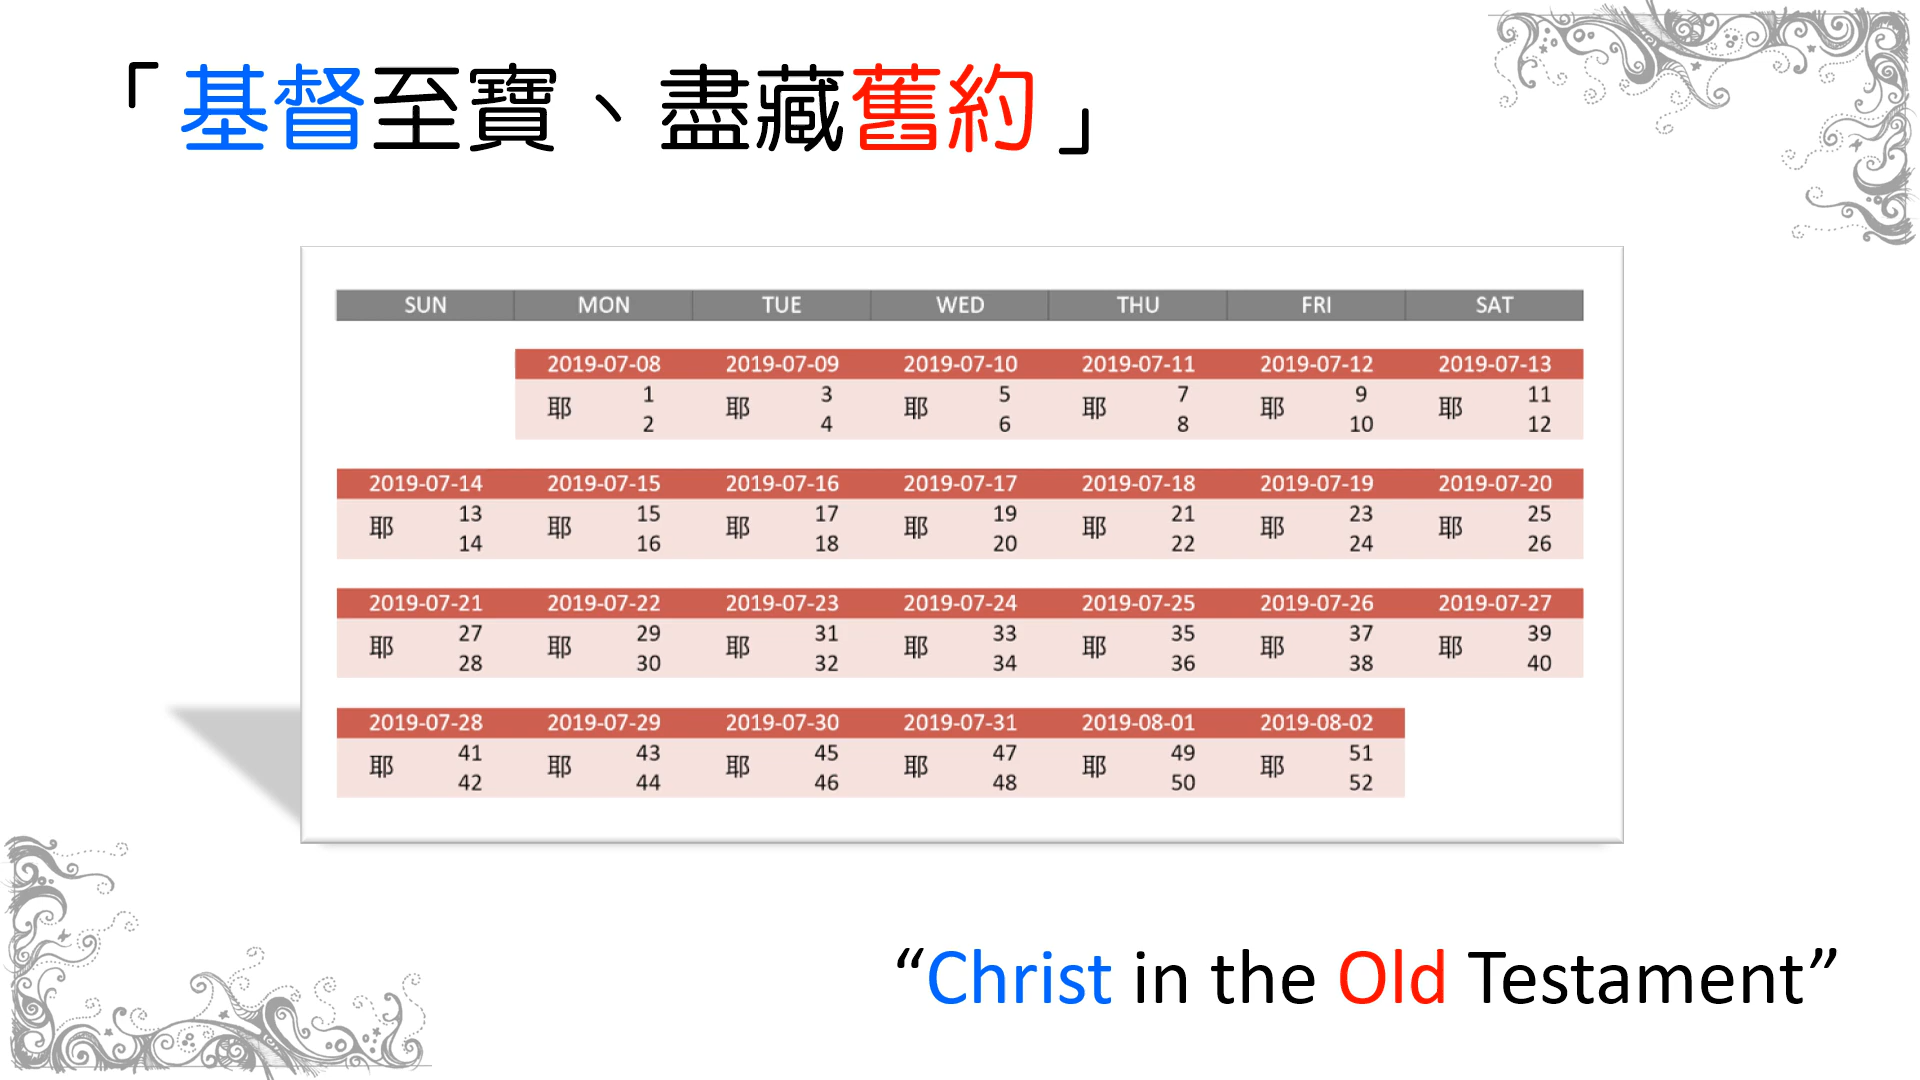 「基督至寶、盡藏舊約」
SUN MON TUE WED THU FRI SAT
2019-07-08 2019-07-09 2019-07-10 2019-07-11 2019-07-12 2019-07-13
1 3 5 7 9 11
耶 耶 耶 耶 耶 耶
2 4 6 8 10 12
2019-07-14 2019-07-15 2019-07-16 2019-07-17 2019-07-18 2019-07-19 2019-07-20
13 15 17 19 21 23 25
耶 耶 耶 耶 耶 耶 耶
14 16 18 20 22 24 26
2019-07-21 2019-07-22 2019-07-23 2019-07-24 2019-07-25 2019-07-26 2019-07-27
27 29 31 33 35 37 39
耶 耶 耶 耶 耶 耶 耶
28 30 32 34 36 38 40
2019-07-28 2019-07-29 2019-07-30 2019-07-31 2019-08-01 2019-08-02
41 43 45 47 49 51
耶 耶 耶 耶 耶 耶
42 44 46 48 50 52
“Christ in the Old Testament”